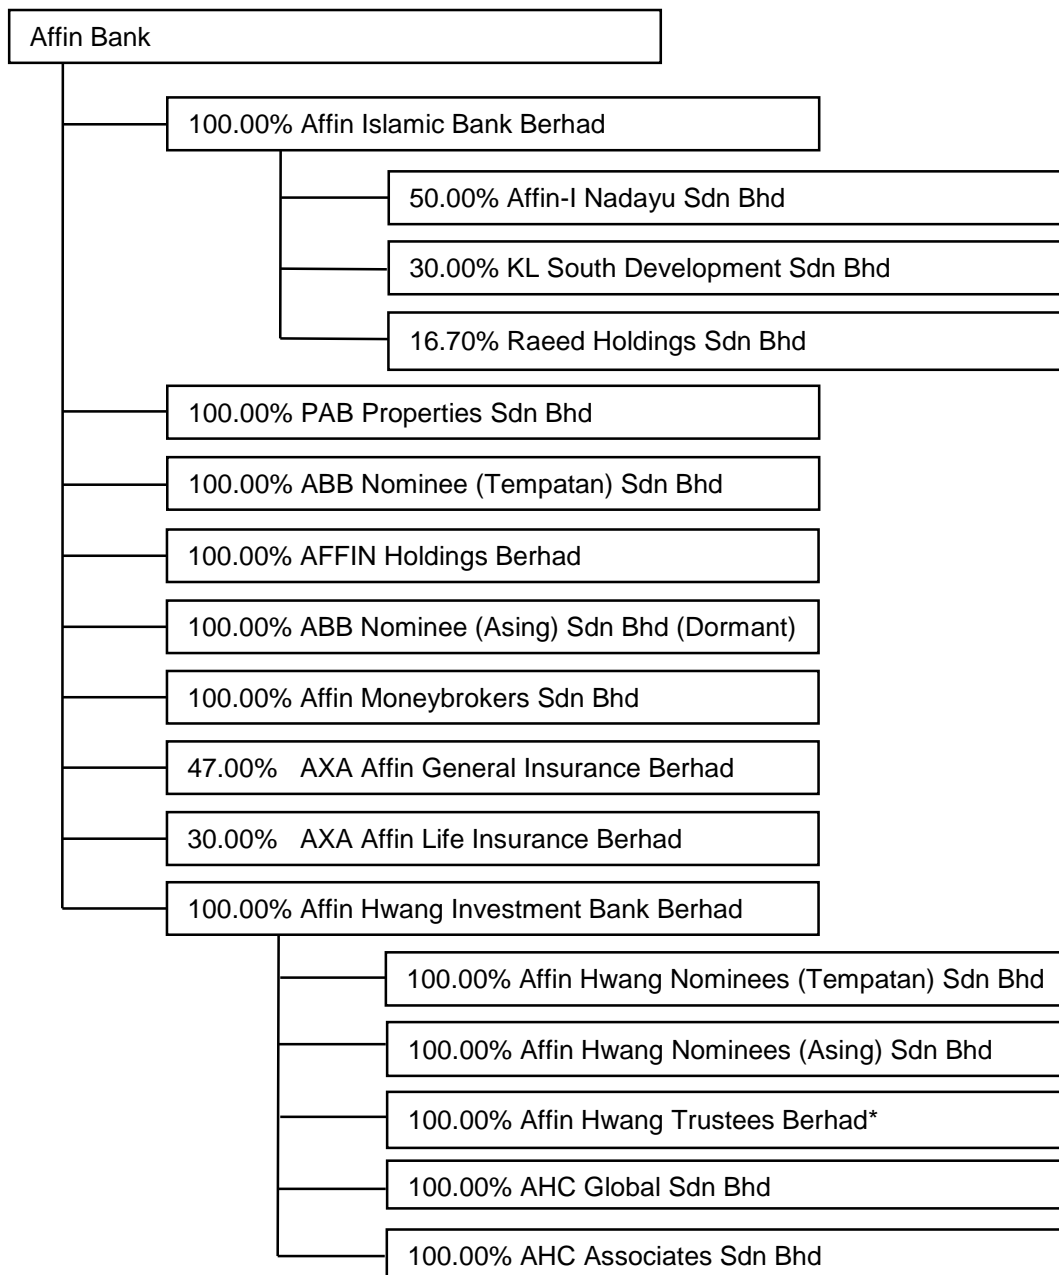 Affin Bank
100.00% Affin Islamic Bank Berhad
50.00% Affin-I Nadayu Sdn Bhd
30.00% KL South Development Sdn Bhd
16.70% Raeed Holdings Sdn Bhd
100.00% PAB Properties Sdn Bhd
100.00% ABB Nominee (Tempatan) Sdn Bhd
100.00% AFFIN Holdings Berhad
100.00% ABB Nominee (Asing) Sdn Bhd (Dormant)
100.00% Affin Moneybrokers Sdn Bhd
47.00% AXA Affin General Insurance Berhad
30.00% AXA Affin Life Insurance Berhad
100.00% Affin Hwang Investment Bank Berhad
100.00% Affin Hwang Nominees (Tempatan) Sdn Bhd
100.00% Affin Hwang Nominees (Asing) Sdn Bhd
100.00% Affin Hwang Trustees Berhad*
100.00% AHC Global Sdn Bhd
100.00% AHC Associates Sdn Bhd